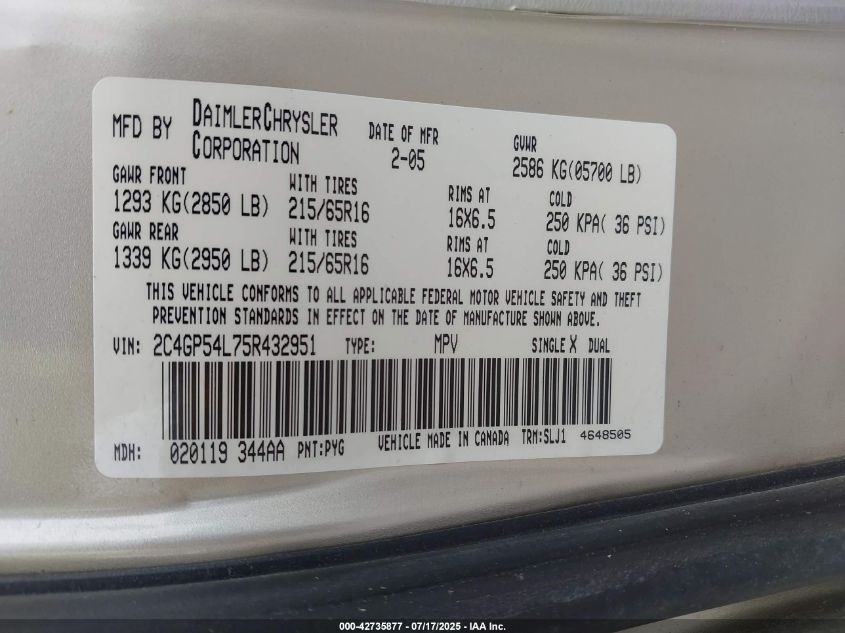 MFD BY DAIMLERCHRYSLER CORPORATION DATE OF MFR 2-05 GVWR 2586 KG(05700 LB)
GAWR FRONT WITH TIRES RIMS AT COLD
1293 KG(2850 LB) 215/65R16 16X6.5 250 KPA( 36 PSI)
GAWR REAR WITH TIRES RIMS AT COLD
1339 KG(2950 LB) 215/65R16 16X6.5 250 KPA( 36 PSI)
THIS VEHICLE CONFORMS TO ALL APPLICABLE FEDERAL MOTOR VEHICLE SAFETY AND THEFT
PREVENTION STANDARDS IN EFFECT ON THE DATE OF MANUFACTURE SHOWN ABOVE.
VIN: 2C4GP54L75R432951 TYPE: MPV SINGLE X DUAL
MDH: 020119 344AA PNT:PYG VEHICLE MADE IN CANADA TRM:SLJ1 4648505
000-42735877 / 07/17/2025 - IAA Inc.